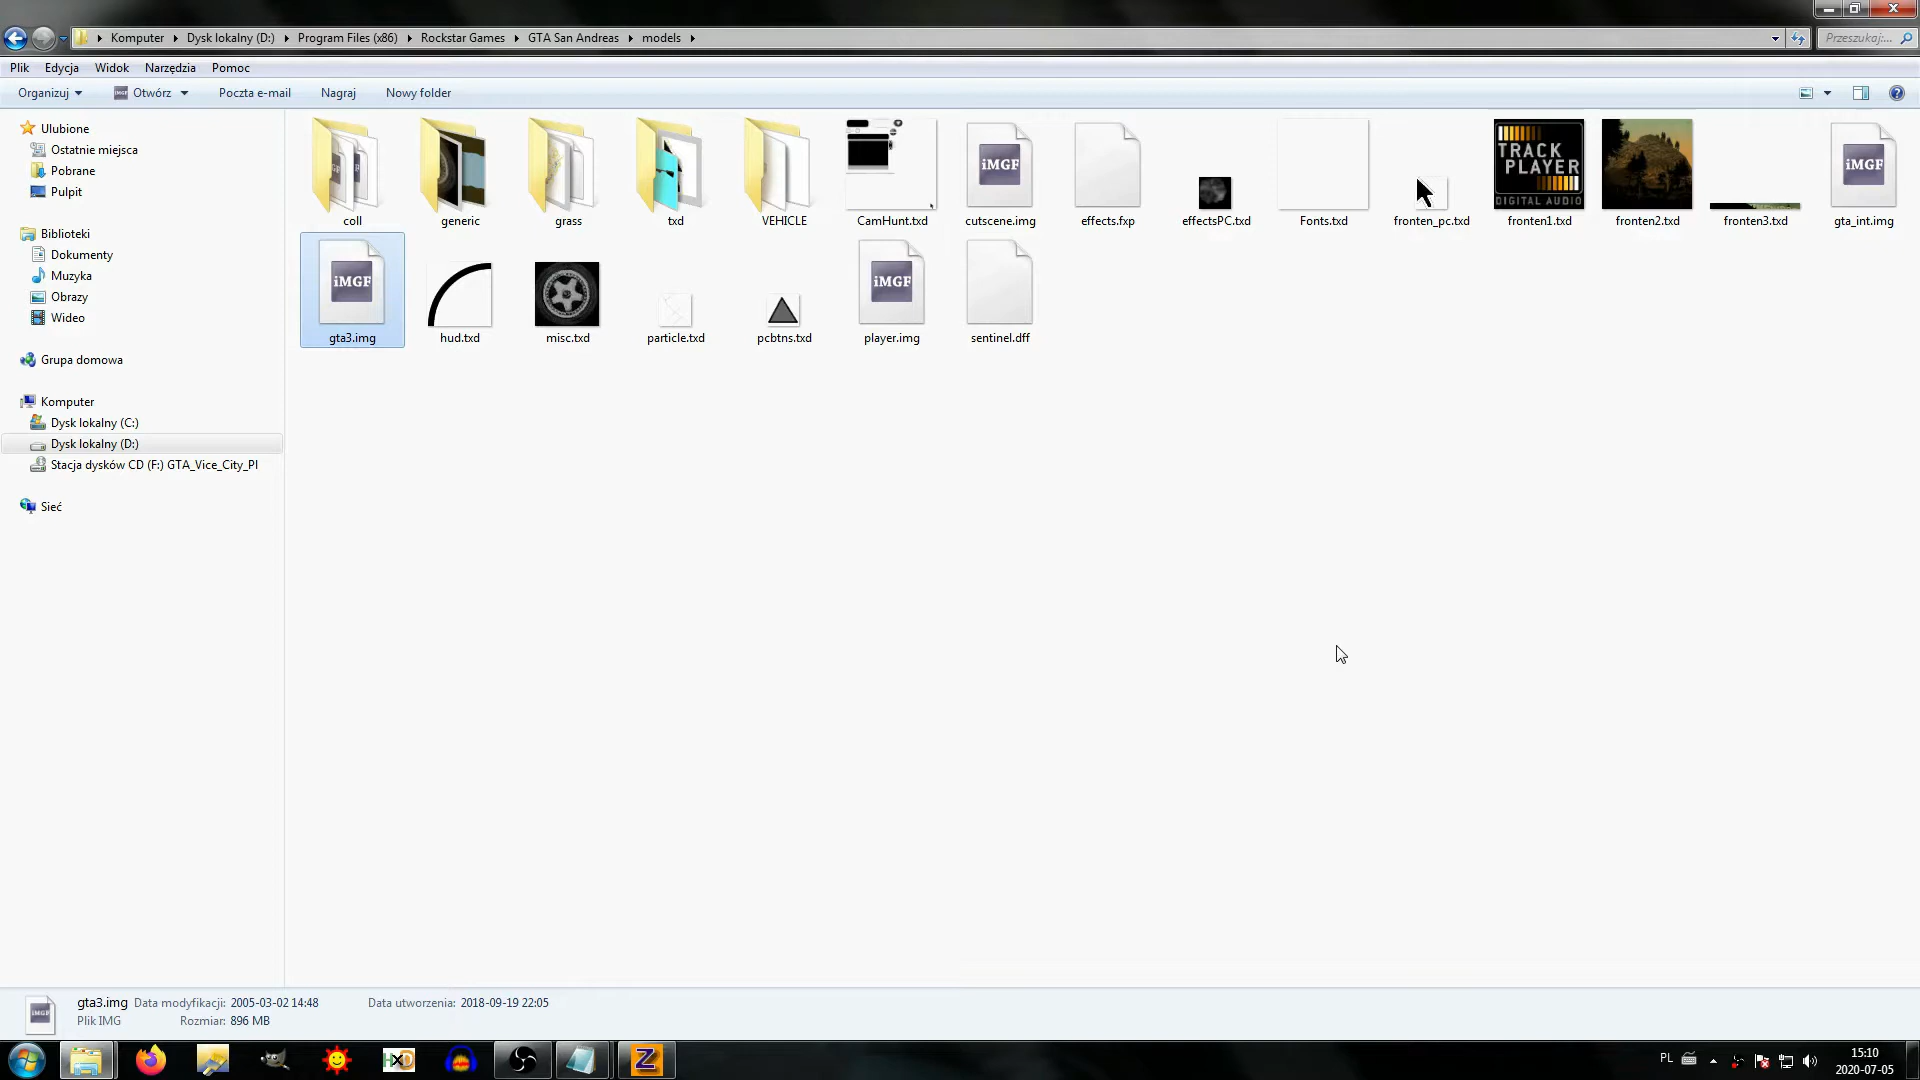 Komputer Dysk lokalny (D:) Program Files (x86) Rockstar Games GTA San Andreas models
Przeszukaj:...
Plik Edycja Widok Narzędzia Pomoc
Organizuj Otwórz Poczta e-mail Nagraj Nowy folder
Ulubione
Ostatnie miejsca
Pobrane
Pulpit
Biblioteki
Dokumenty
Muzyka
Obrazy
Wideo
Grupa domowa
Komputer
Dysk lokalny (C:)
Dysk lokalny (D:)
Stacja dysków CD (F:) GTA_Vice_City_Pl
Sieć
iMGF
TRACK
PLAYER
DIGITAL AUDIO
iMGF
coll generic grass txd VEHICLE CamHunt.txd cutscene.img effects.fxp effectsPC.txd Fonts.txd fronten_pc.txd fronten1.txd fronten2.txd fronten3.txd gta_int.img
iMGF
iMGF
gta3.img hud.txd misc.txd particle.txd pcbtns.txd player.img sentinel.dff
gta3.img Data modyfikacji: 2005-03-02 14:48 Data utworzenia: 2018-09-19 22:05
Plik IMG Rozmiar: 896 MB
HxD
Z
PL
15:10
2020-07-05